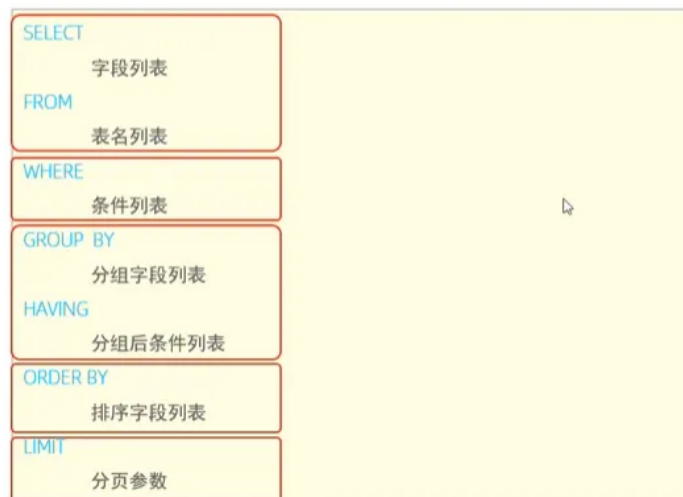 SELECT
字段列表
FROM
表名列表
WHERE
条件列表
GROUP BY
分组字段列表
HAVING
分组后条件列表
ORDER BY
排序字段列表
LIMIT
分页参数